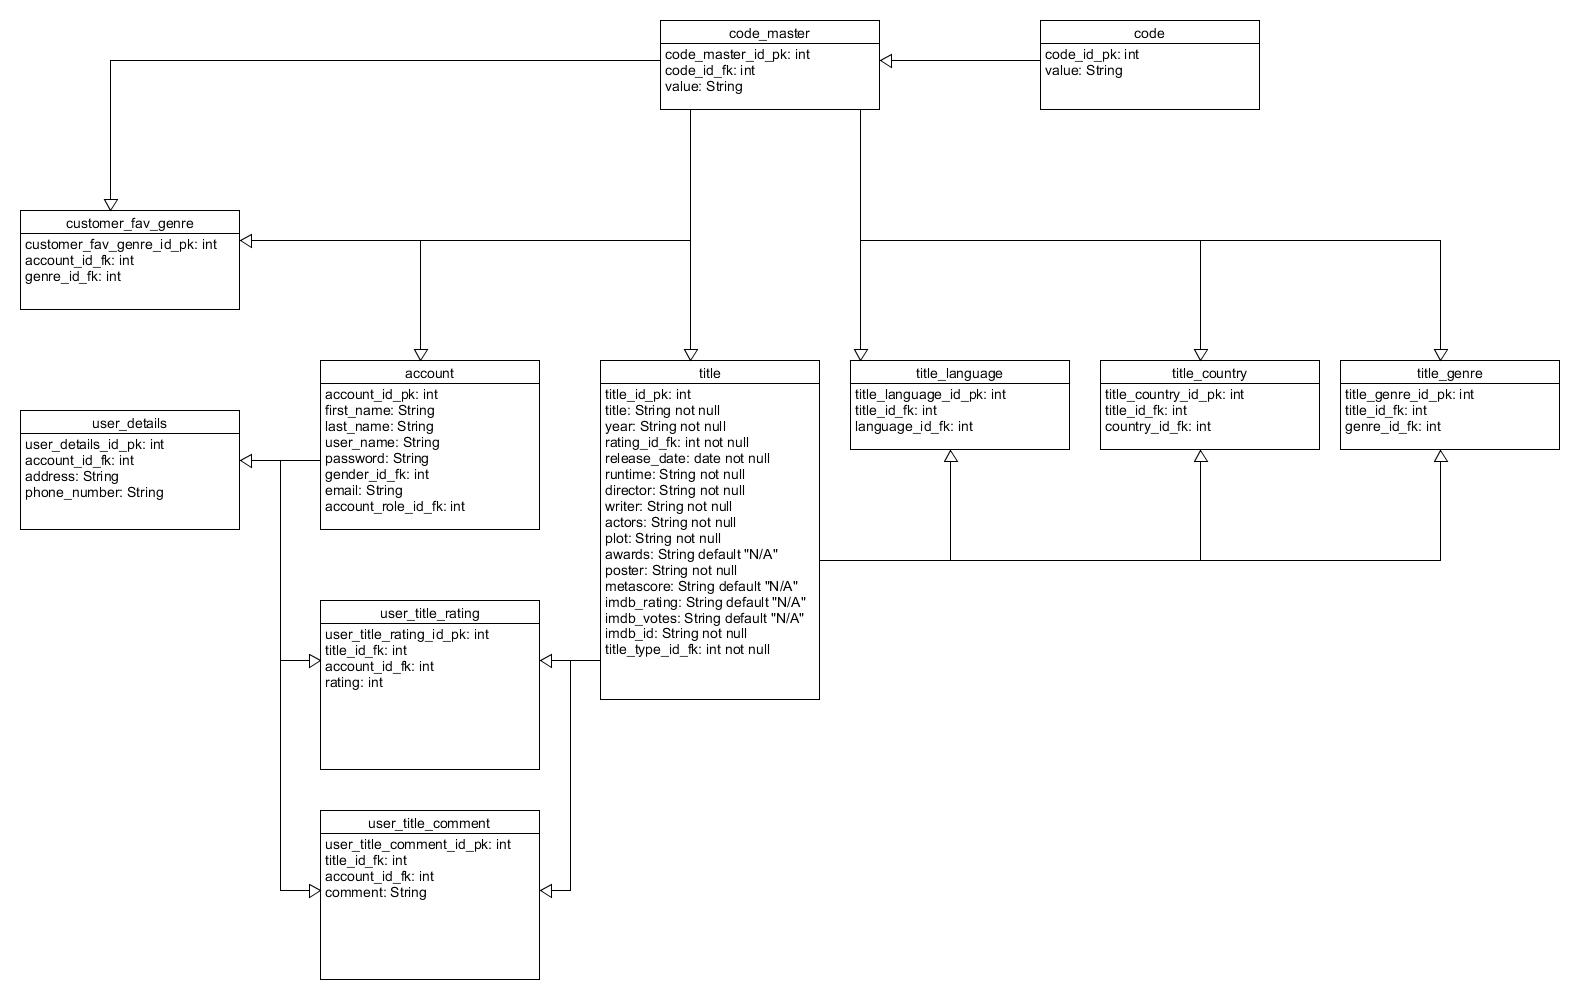 code_master
code_master_id_pk: int
code_id_fk: int
value: String
code
code_id_pk: int
value: String
customer_fav_genre
customer_fav_genre_id_pk: int
account_id_fk: int
genre_id_fk: int
account
account_id_pk: int
first_name: String
last_name: String
user_name: String
password: String
gender_id_fk: int
email: String
account_role_id_fk: int
title
title_id_pk: int
title: String not null
year: String not null
rating_id_fk: int not null
release_date: date not null
runtime: String not null
director: String not null
writer: String not null
actors: String not null
plot: String not null
awards: String default "N/A"
poster: String not null
metascore: String default "N/A"
imdb_rating: String default "N/A"
imdb_votes: String default "N/A"
imdb_id: String not null
title_type_id_fk: int not null
title_language
title_language_id_pk: int
title_id_fk: int
language_id_fk: int
title_country
title_country_id_pk: int
title_id_fk: int
country_id_fk: int
title_genre
title_genre_id_pk: int
title_id_fk: int
genre_id_fk: int
user_details
user_details_id_pk: int
account_id_fk: int
address: String
phone_number: String
user_title_rating
user_title_rating_id_pk: int
title_id_fk: int
account_id_fk: int
rating: int
user_title_comment
user_title_comment_id_pk: int
title_id_fk: int
account_id_fk: int
comment: String